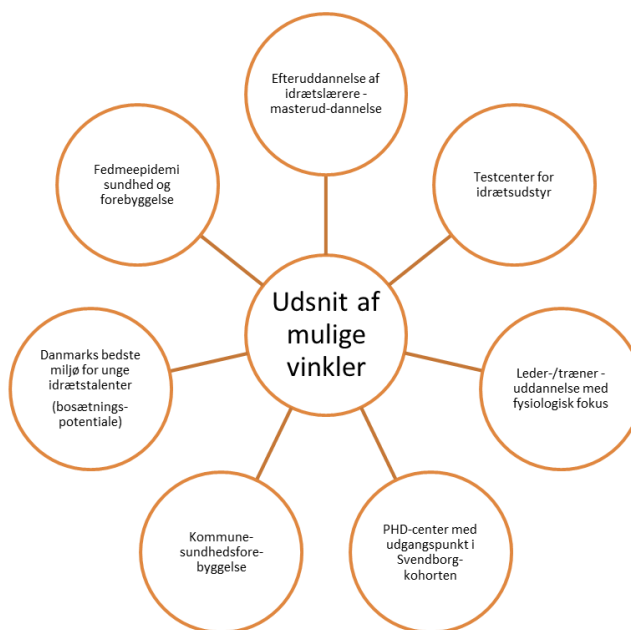 Efteruddannelse af
idrætslærere -
masterud-dannelse
Testcenter for
idrætsudstyr
Leder-/træner -
uddannelse med
fysiologisk fokus
PHD-center med
udgangspunkt i
Svendborg-
kohorten
Kommune-
sundhedsfore-
byggelse
Danmarks bedste
miljø for unge
idrætstalenter
(bosætnings-
potentiale)
Fedmeepidemi
sundhed og
forebyggelse
Udsnit af
mulige
vinkler